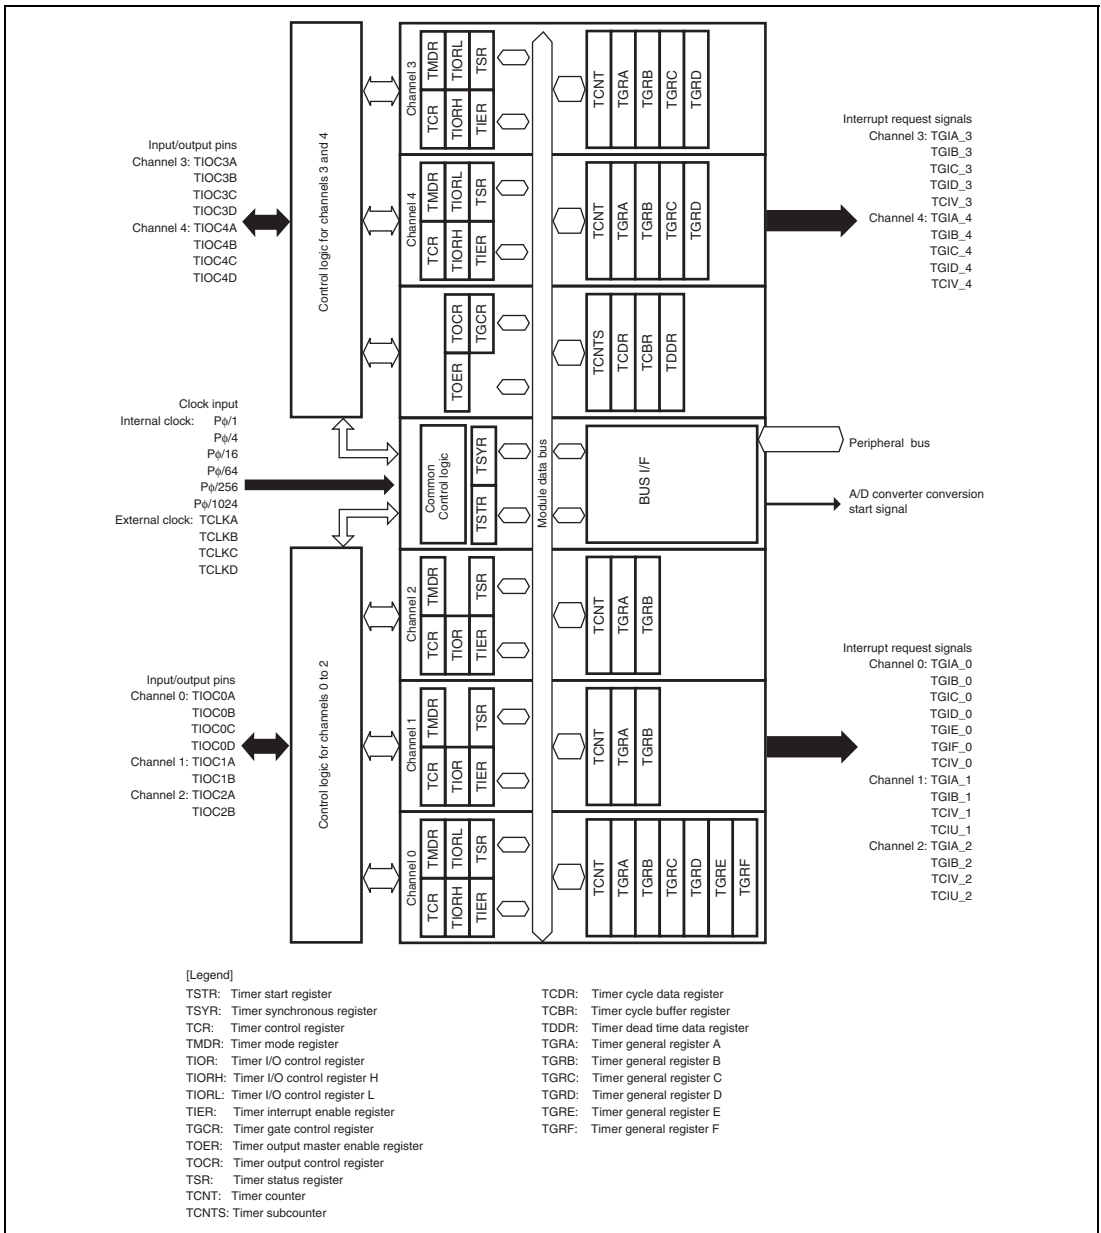 Input/output pins
Channel 3: TIOC3A
TIOC3B
TIOC3C
TIOC3D
Channel 4: TIOC4A
TIOC4B
TIOC4C
TIOC4D
Clock input
Internal clock: Pφ/1
Pφ/4
Pφ/16
Pφ/64
Pφ/256
Pφ/1024
External clock: TCLKA
TCLKB
TCLKC
TCLKD
Input/output pins
Channel 0: TIOC0A
TIOC0B
TIOC0C
TIOC0D
Channel 1: TIOC1A
TIOC1B
Channel 2: TIOC2A
TIOC2B
Control logic for channels 3 and 4
Control logic for channels 0 to 2
Channel 3
TMDR
TIORL
TSR
TCR
TIORH
TIER
TCNT
TGRA
TGRB
TGRC
TGRD
Channel 4
TMDR
TIORL
TSR
TCR
TIORH
TIER
TCNT
TGRA
TGRB
TGRC
TGRD
TOCR
TGCR
TOER
TCNTS
TCDR
TCBR
TDDR
Common
Control logic
TSYR
TSTR
Module data bus
BUS I/F
Channel 2
TMDR
TSR
TCR
TIOR
TIER
TCNT
TGRA
TGRB
Channel 1
TMDR
TSR
TCR
TIOR
TIER
TCNT
TGRA
TGRB
Channel 0
TMDR
TIORL
TSR
TCR
TIORH
TIER
TCNT
TGRA
TGRB
TGRC
TGRD
TGRE
TGRF
Interrupt request signals
Channel 3: TGIA_3
TGIB_3
TGIC_3
TGID_3
TCIV_3
Channel 4: TGIA_4
TGIB_4
TGIC_4
TGID_4
TCIV_4
Peripheral bus
A/D converter conversion
start signal
Interrupt request signals
Channel 0: TGIA_0
TGIB_0
TGIC_0
TGID_0
TGIE_0
TGIF_0
TCIV_0
Channel 1: TGIA_1
TGIB_1
TCIV_1
TCIU_1
Channel 2: TGIA_2
TGIB_2
TCIV_2
TCIU_2
[Legend]
TSTR: Timer start register
TSYR: Timer synchronous register
TCR: Timer control register
TMDR: Timer mode register
TIOR: Timer I/O control register
TIORH: Timer I/O control register H
TIORL: Timer I/O control register L
TIER: Timer interrupt enable register
TGCR: Timer gate control register
TOER: Timer output master enable register
TOCR: Timer output control register
TSR: Timer status register
TCNT: Timer counter
TCNTS: Timer subcounter
TCDR: Timer cycle data register
TCBR: Timer cycle buffer register
TDDR: Timer dead time data register
TGRA: Timer general register A
TGRB: Timer general register B
TGRC: Timer general register C
TGRD: Timer general register D
TGRE: Timer general register E
TGRF: Timer general register F